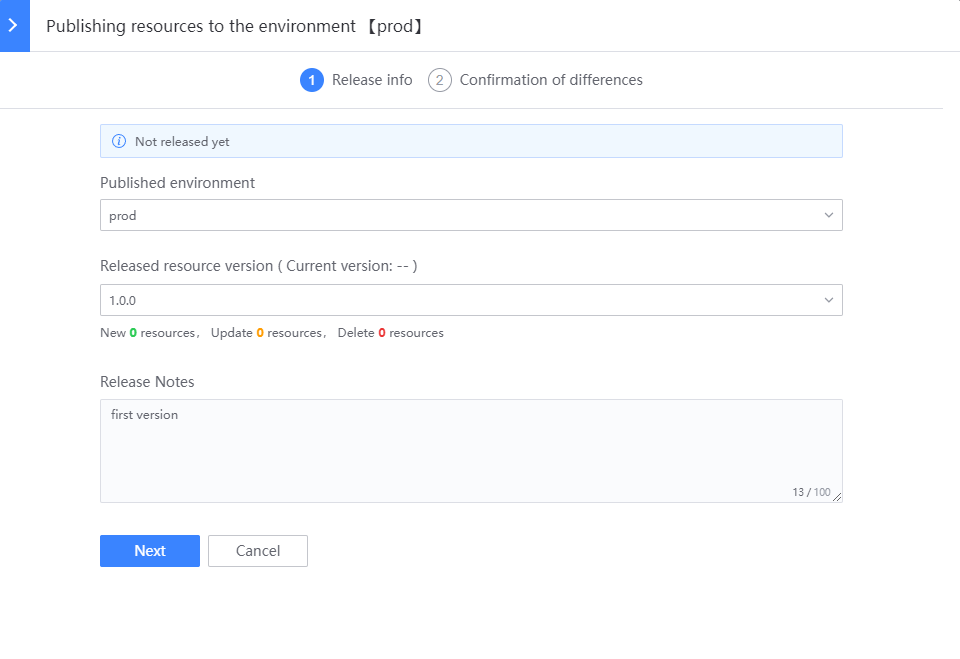 Publishing resources to the environment 【prod】
1 Release info 2 Confirmation of differences
Not released yet
Published environment
prod
Released resource version ( Current version: -- )
1.0.0
New 0 resources， Update 0 resources， Delete 0 resources
Release Notes
first version
13 / 100
Next Cancel